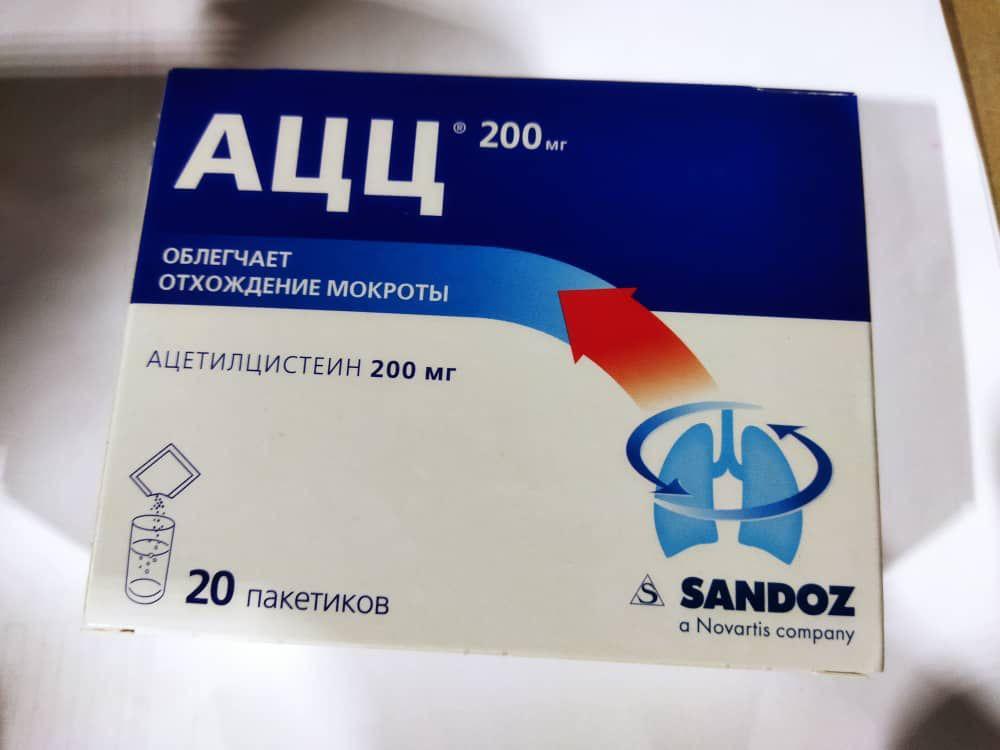 АЦЦ® 200 мг
ОБЛЕГЧАЕТ
ОТХОЖДЕНИЕ МОКРОТЫ
АЦЕТИЛЦИСТЕИН 200 мг
20 пакетиков
S SANDOZ
a Novartis company